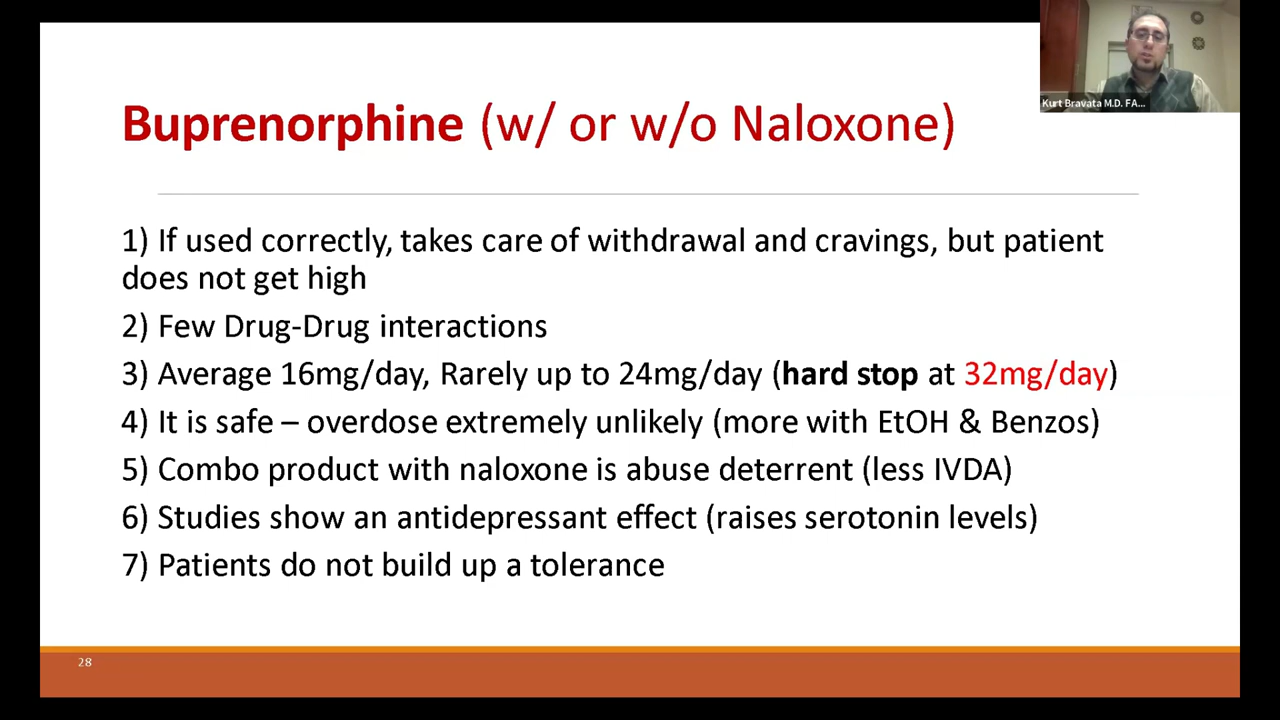 Kurt Bravata M.D. FA...
Buprenorphine (w/ or w/o Naloxone)
1) If used correctly, takes care of withdrawal and cravings, but patient
does not get high
2) Few Drug-Drug interactions
3) Average 16mg/day, Rarely up to 24mg/day (hard stop at 32mg/day)
4) It is safe – overdose extremely unlikely (more with EtOH & Benzos)
5) Combo product with naloxone is abuse deterrent (less IVDA)
6) Studies show an antidepressant effect (raises serotonin levels)
7) Patients do not build up a tolerance
28